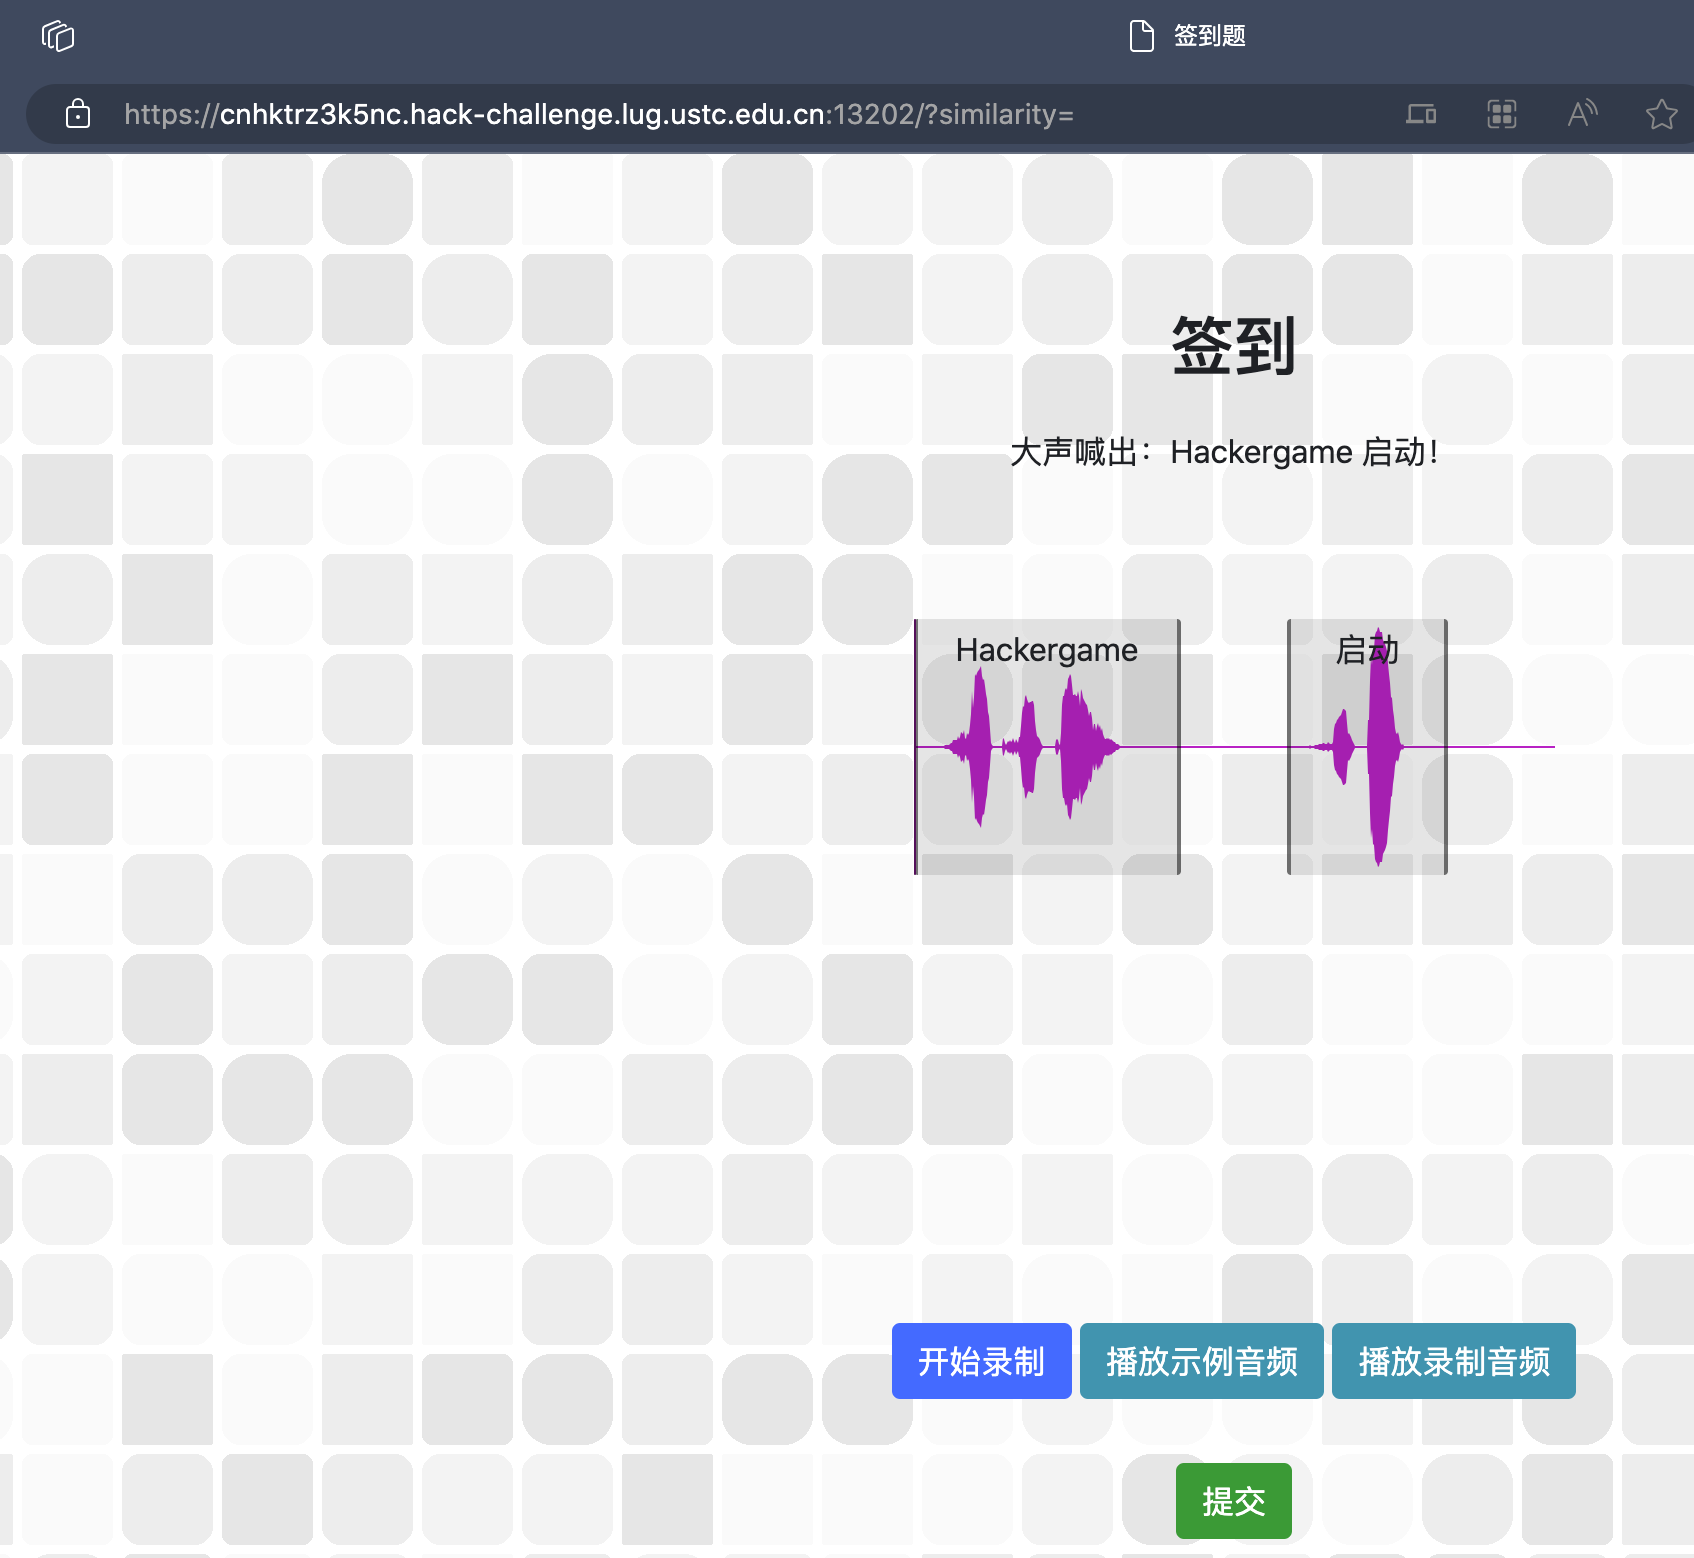 签到题
https://cnhktrz3k5nc.hack-challenge.lug.ustc.edu.cn:13202/?similarity=
签到
大声喊出：Hackergame 启动！
Hackergame
启动
开始录制
播放示例音频
播放录制音频
提交